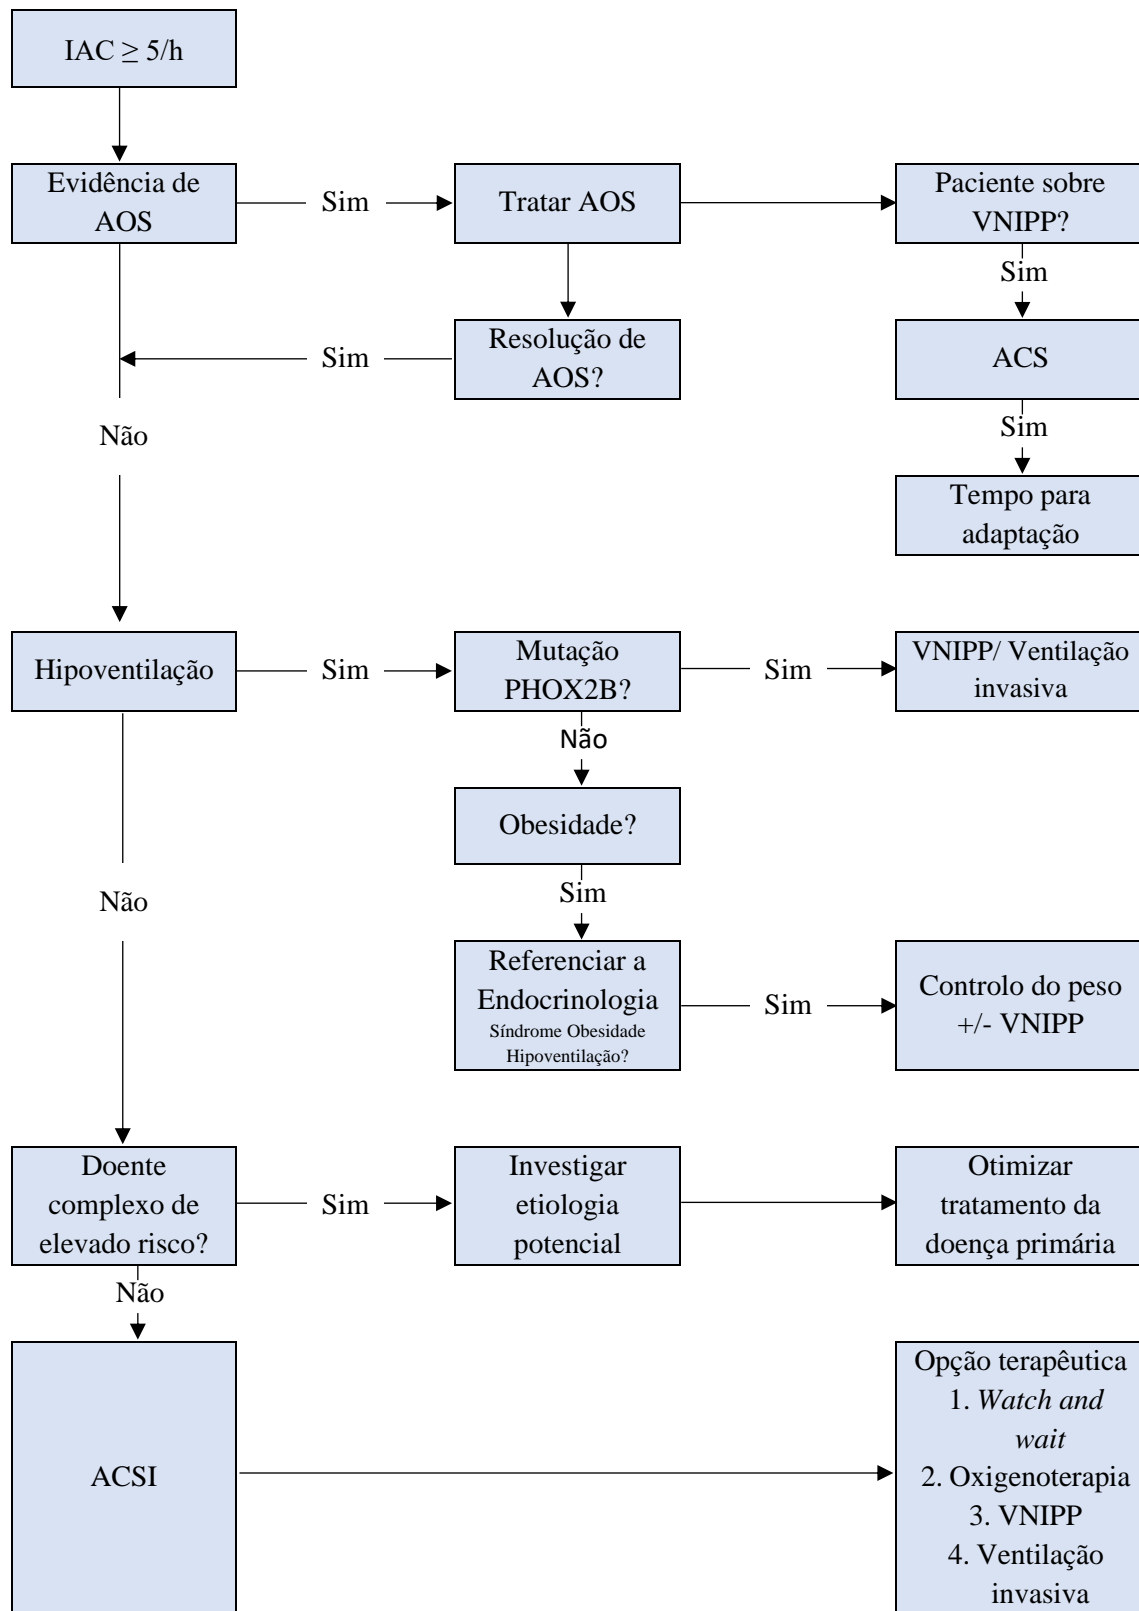 IAC ≥ 5/h
Evidência de
AOS
Sim
Tratar AOS
Paciente sobre
VNIPP?
Sim
Resolução de
AOS?
Sim
ACS
Não
Sim
Tempo para
adaptação
Hipoventilação
Sim
Mutação
PHOX2B?
Sim
VNIPP/ Ventilação
invasiva
Não
Obesidade?
Sim
Não
Referenciar a
Endocrinologia
Síndrome Obesidade
Hipoventilação?
Sim
Controlo do peso
+/- VNIPP
Doente
complexo de
elevado risco?
Sim
Investigar
etiologia
potencial
Otimizar
tratamento da
doença primária
Não
ACSI
Opção terapêutica
1. Watch and
wait
2. Oxigenoterapia
3. VNIPP
4. Ventilação
invasiva